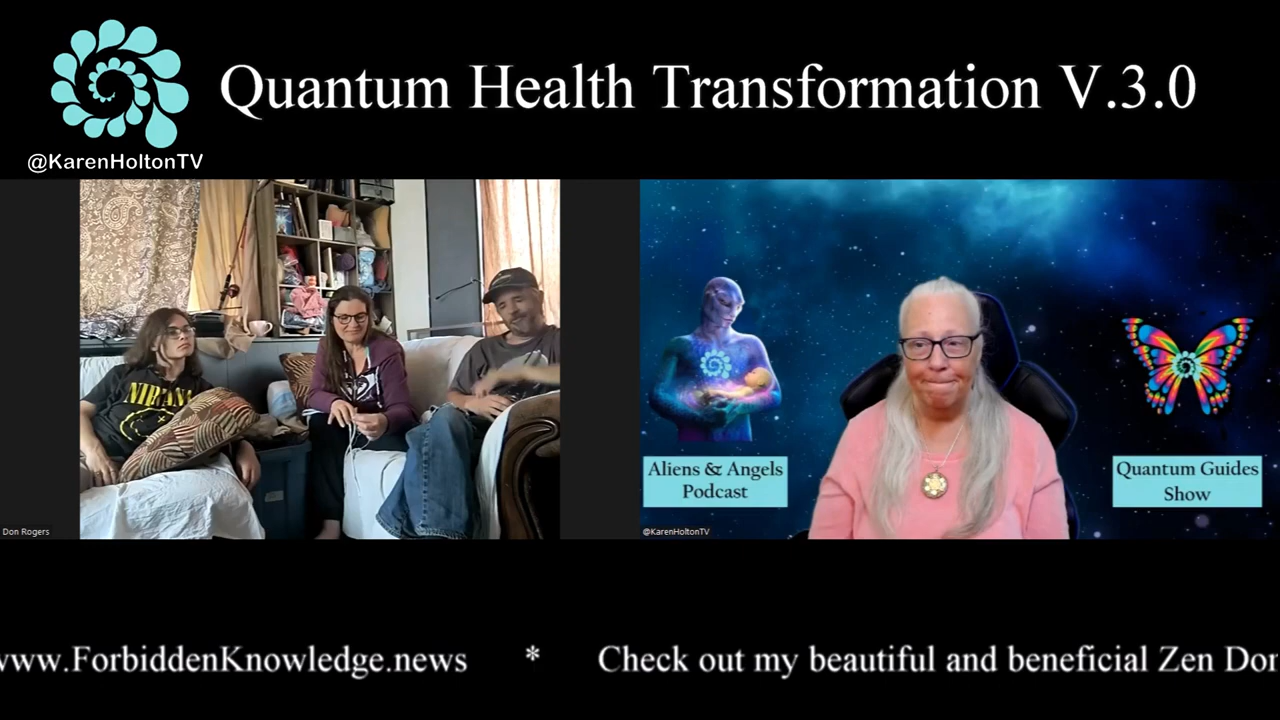 Quantum Health Transformation V.3.0
@KarenHoltonTV
NIRVANA
Aliens & Angels
Podcast
Quantum Guides
Show
Don Rogers
@KarenHoltonTV
www.ForbiddenKnowledge.news * Check out my beautiful and beneficial Zen